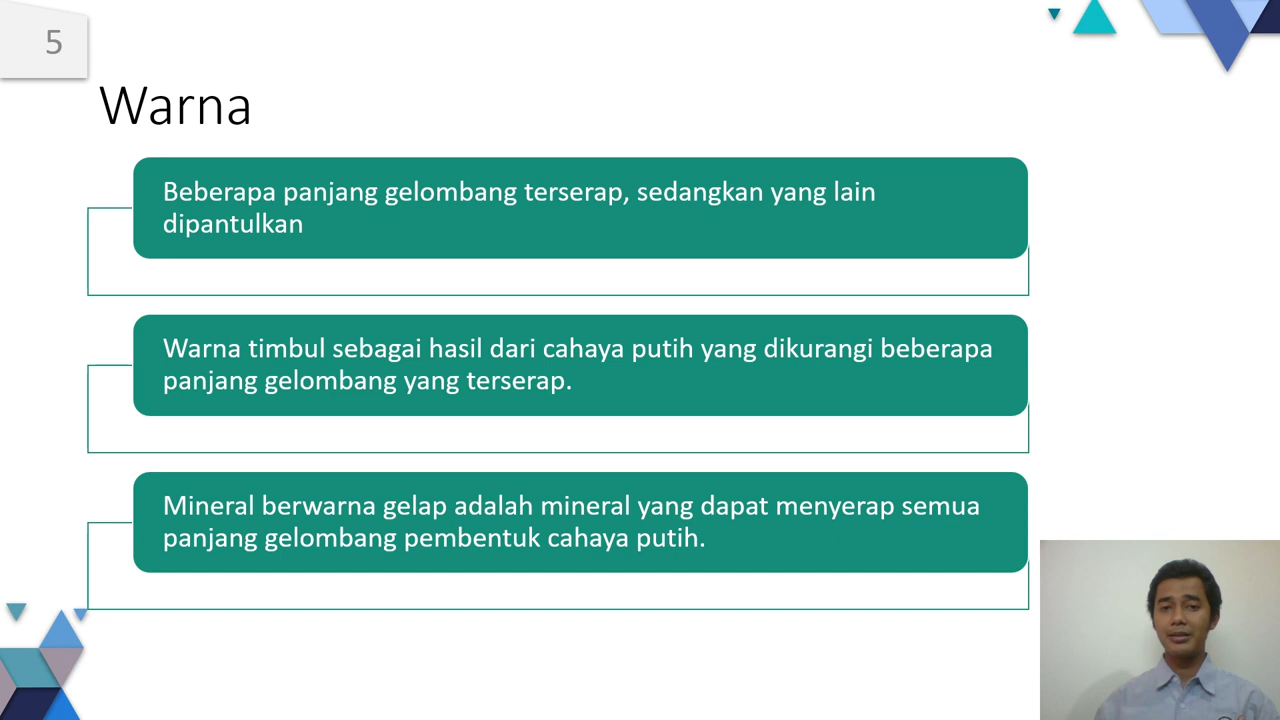 5
Warna
Beberapa panjang gelombang terserap, sedangkan yang lain
dipantulkan
Warna timbul sebagai hasil dari cahaya putih yang dikurangi beberapa
panjang gelombang yang terserap.
Mineral berwarna gelap adalah mineral yang dapat menyerap semua
panjang gelombang pembentuk cahaya putih.